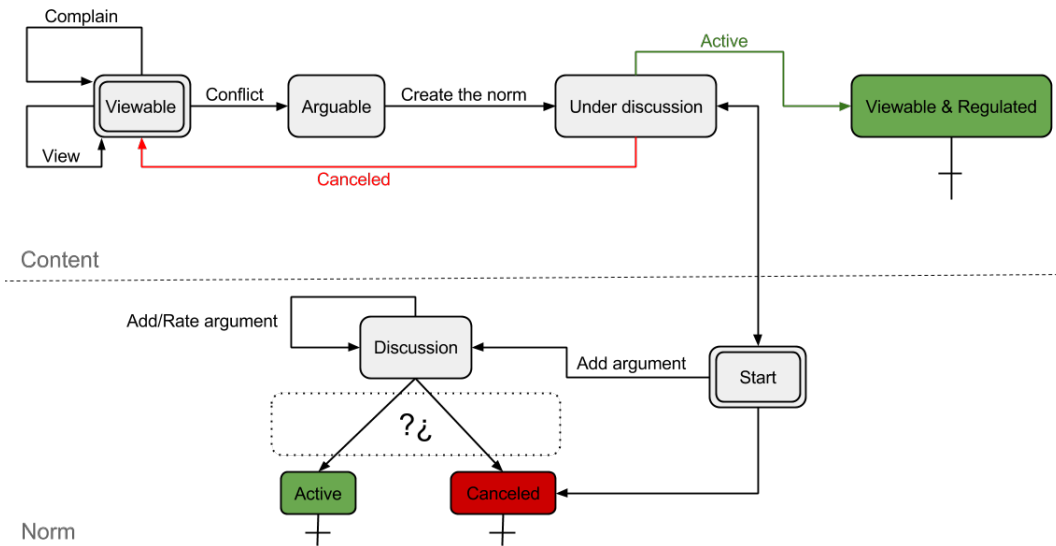 Complain
Active
Viewable
Conflict
Arguable
Create the norm
Under discussion
Viewable & Regulated
View
Canceled
Content
Add/Rate argument
Discussion
Add argument
Start
?¿
Active
Canceled
Norm